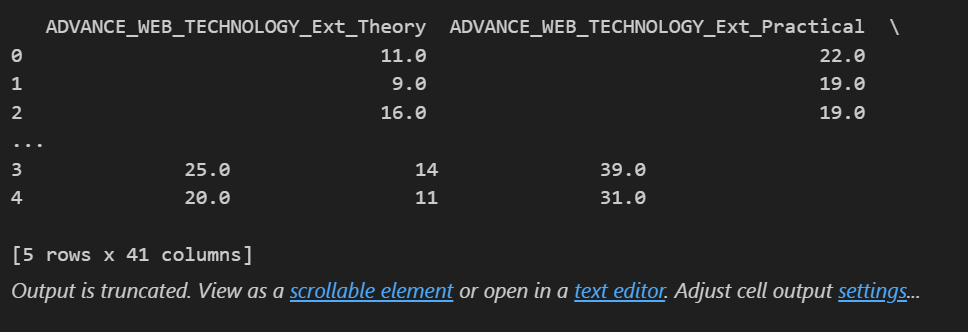 ADVANCE_WEB_TECHNOLOGY_Ext_Theory  ADVANCE_WEB_TECHNOLOGY_Ext_Practical  \
0                               11.0                                 22.0
1                                9.0                                 19.0
2                               16.0                                 19.0
...
3              25.0                14              39.0
4              20.0                11              31.0
[5 rows x 41 columns]
Output is truncated. View as a scrollable element or open in a text editor. Adjust cell output settings...